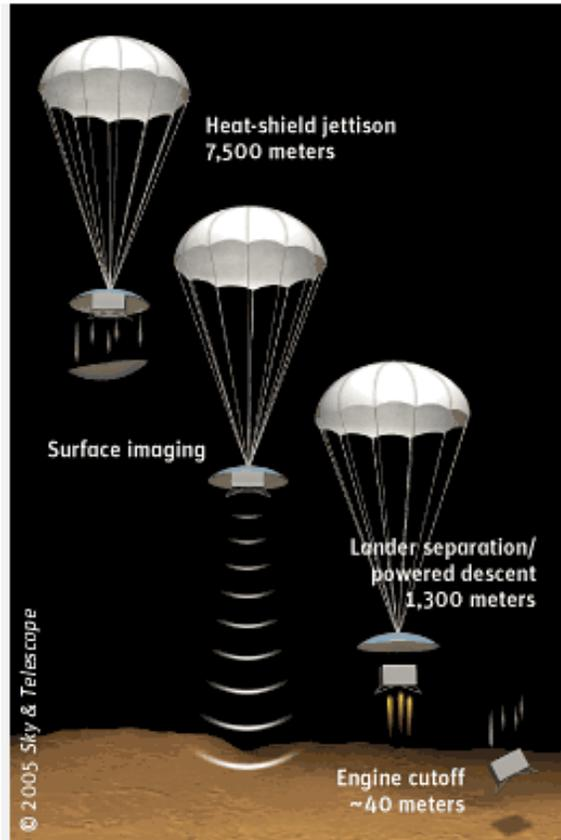 Heat-shield jettison
7,500 meters
Surface imaging
Lander separation/
powered descent
1,300 meters
Engine cutoff
~40 meters
© 2005 Sky & Telescope